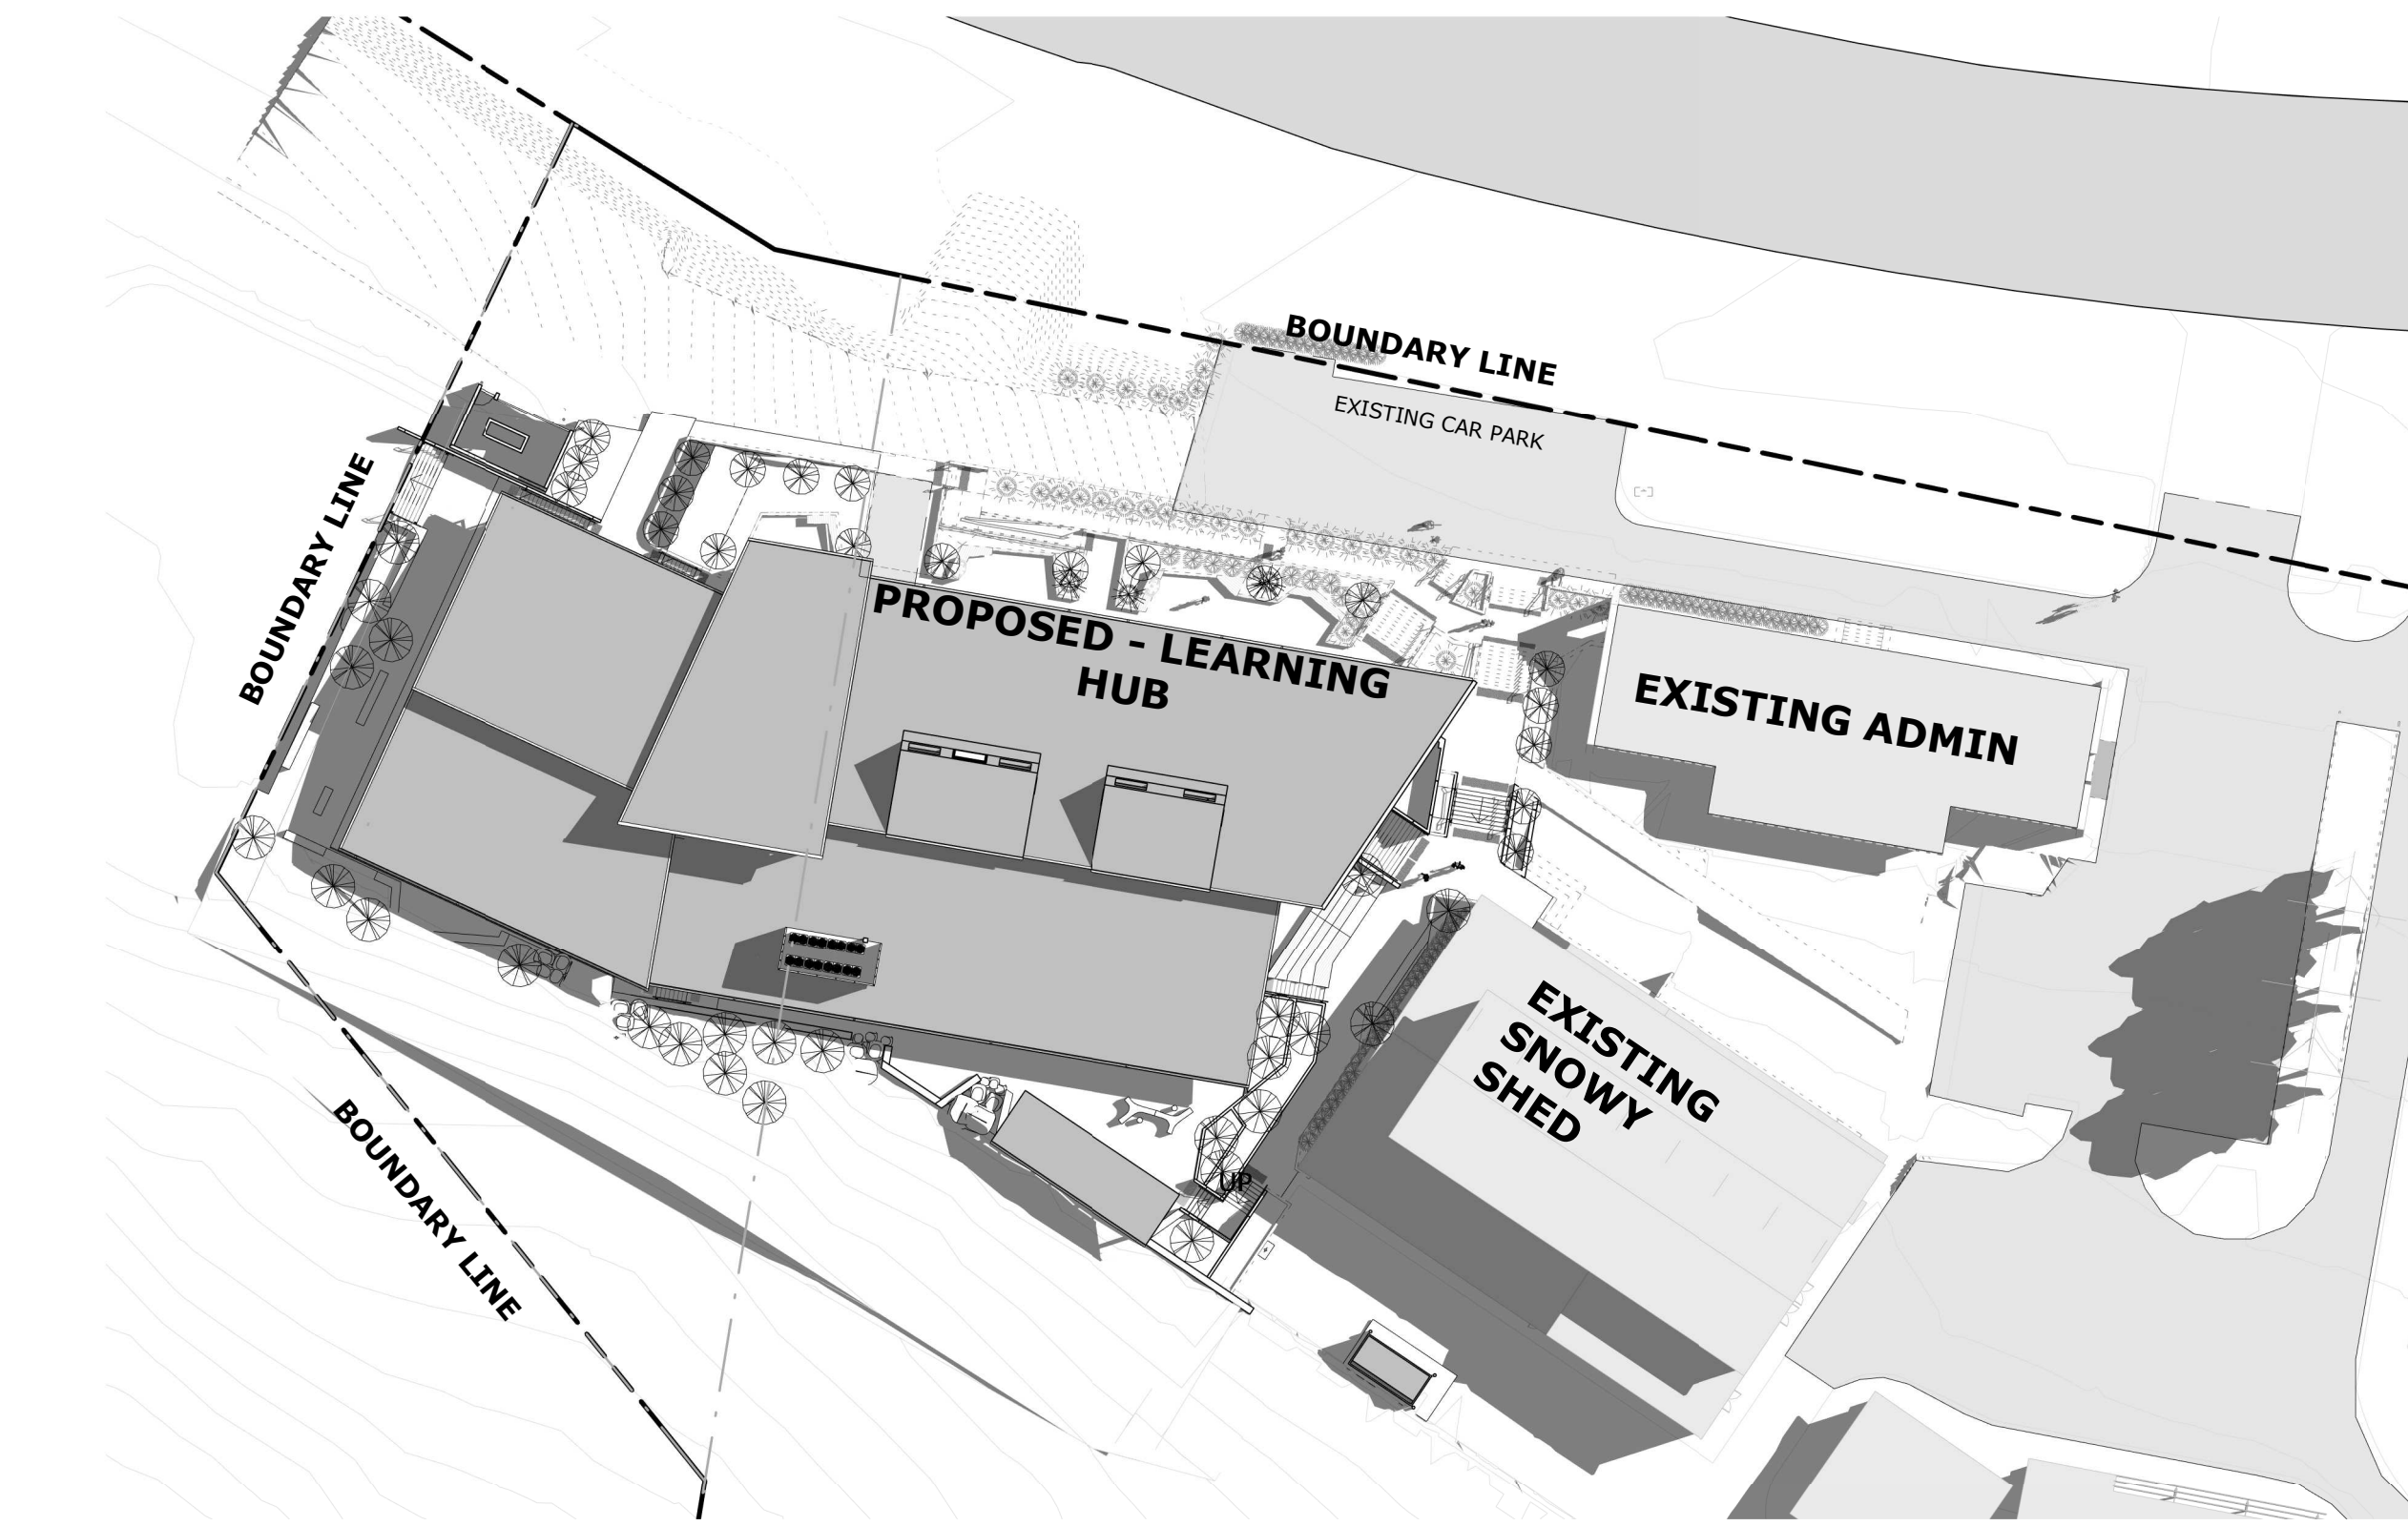 BOUNDARY LINE
EXISTING CAR PARK
BOUNDARY LINE
PROPOSED - LEARNING
HUB
EXISTING ADMIN
EXISTING
SNOWY
SHED
UP
BOUNDARY LINE